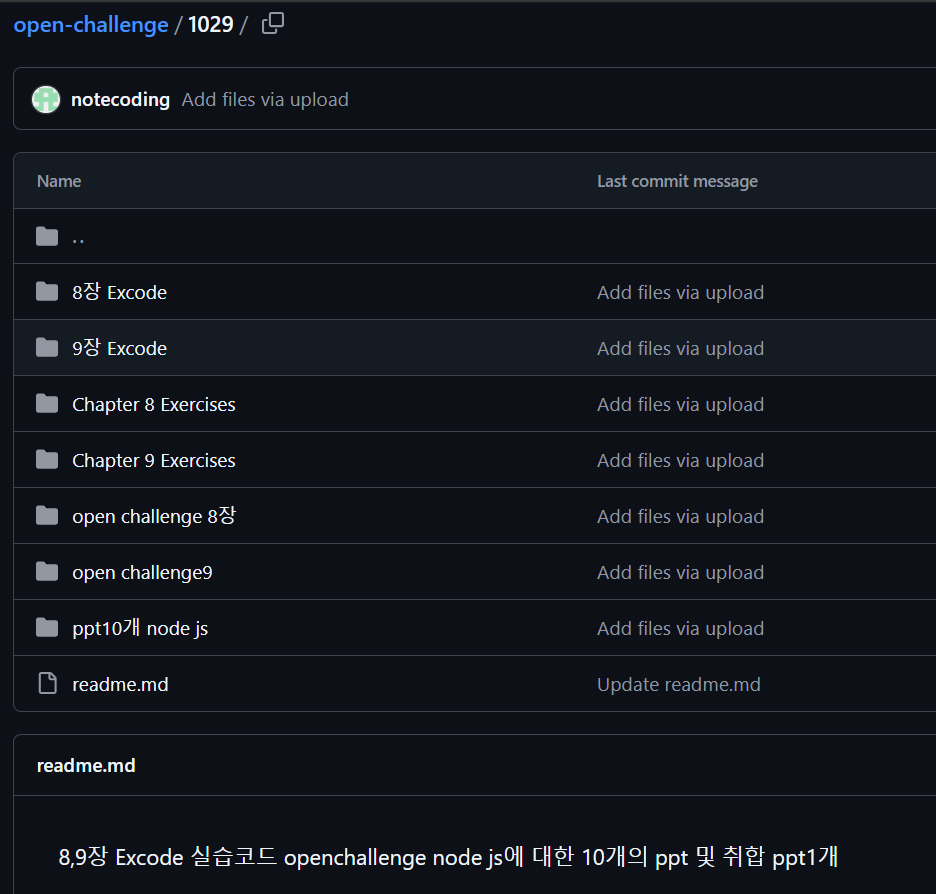 open-challenge / 1029 /
notecoding Add files via upload
Name Last commit message
..
8장 Excode Add files via upload
9장 Excode Add files via upload
Chapter 8 Exercises Add files via upload
Chapter 9 Exercises Add files via upload
open challenge 8장 Add files via upload
open challenge9 Add files via upload
ppt10개 node js Add files via upload
readme.md Update readme.md
readme.md
8,9장 Excode 실습코드 openchallenge node js에 대한 10개의 ppt 및 취합 ppt1개